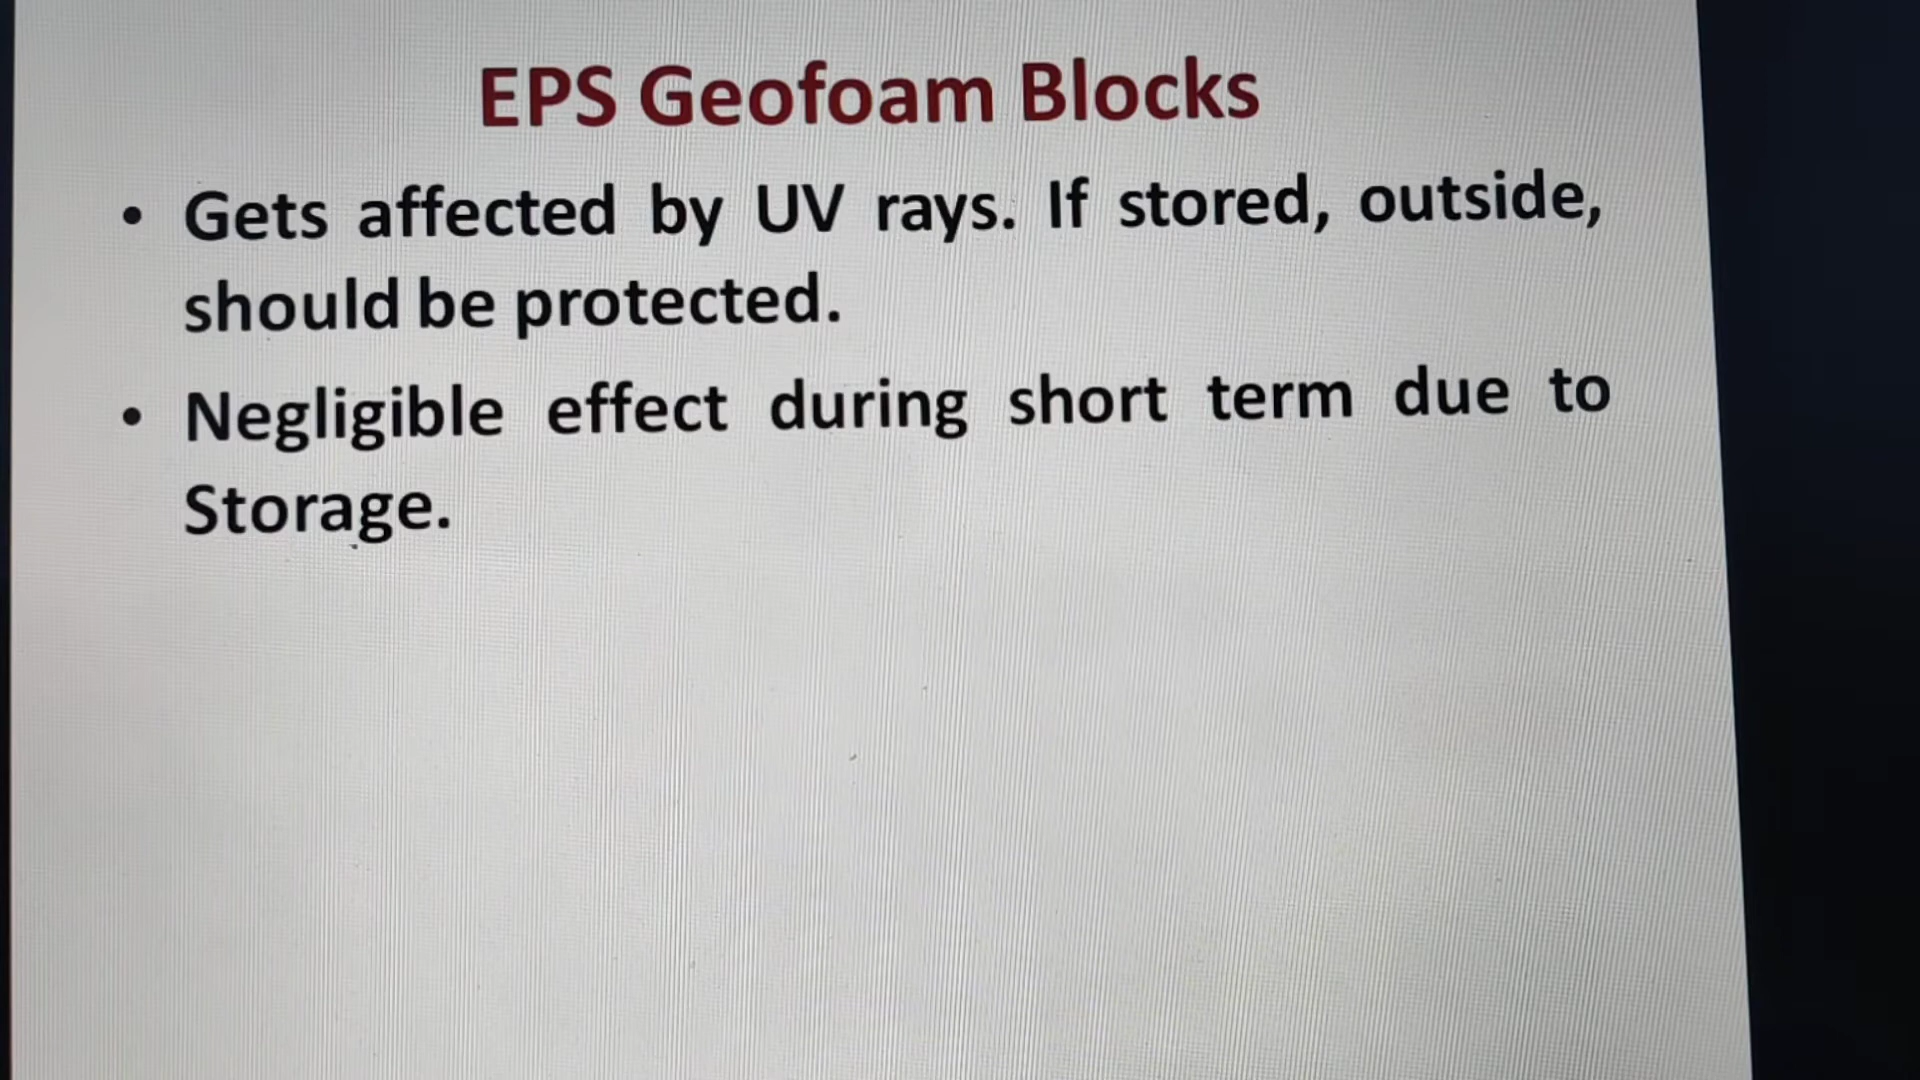 EPS Geofoam Blocks
• Gets affected by UV rays. If stored, outside,
should be protected.
• Negligible effect during short term due to
Storage.